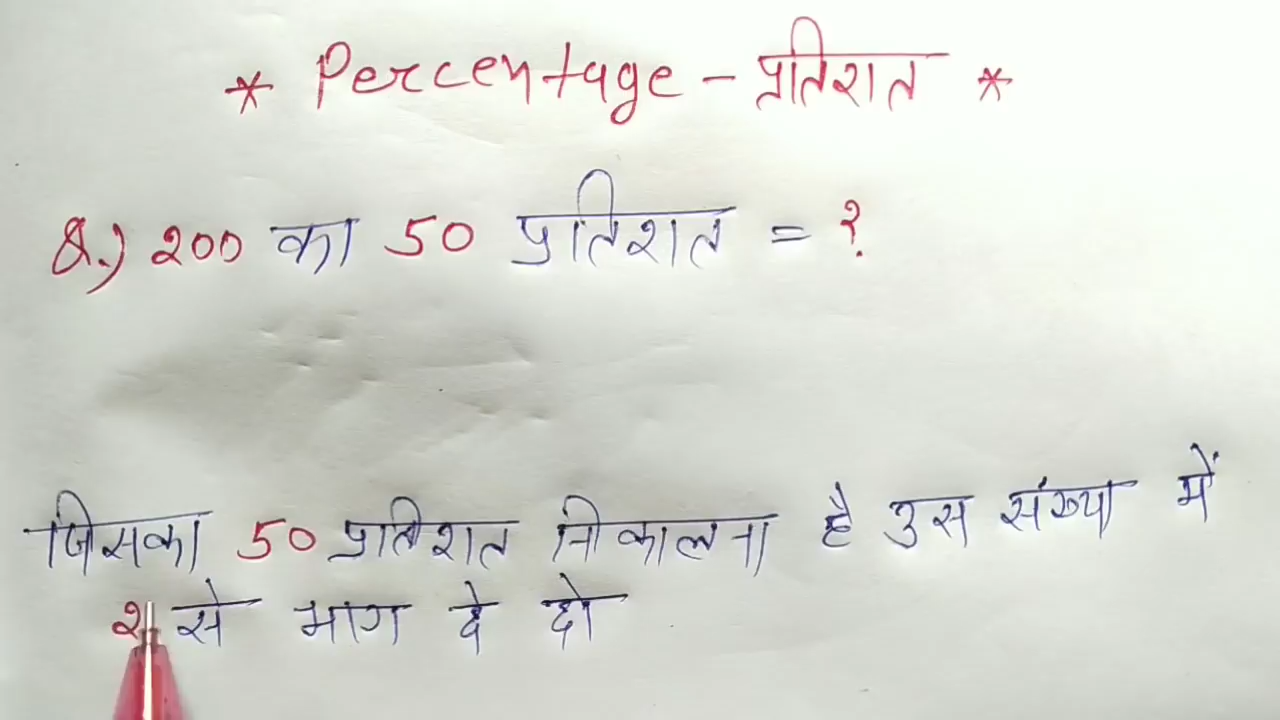 * Percentage - प्रतिशत *
Q.) 200 का 50 प्रतिशत = ?
जिसका 50 प्रतिशत निकालना है उस संख्या में
2 से भाग दे दो